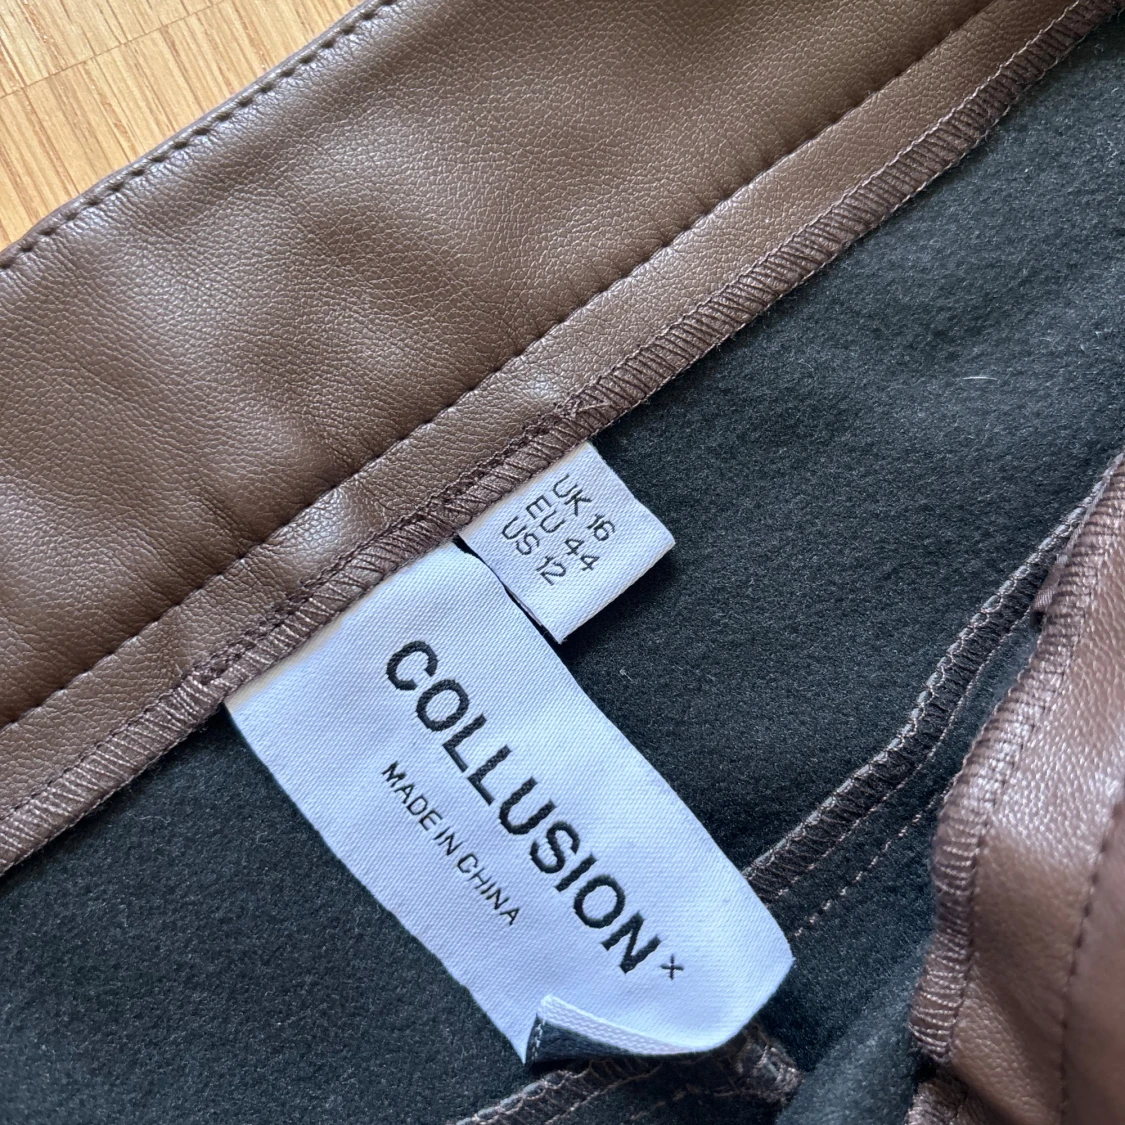 UK 16
EU 44
US 12
COLLUSION x
MADE IN CHINA